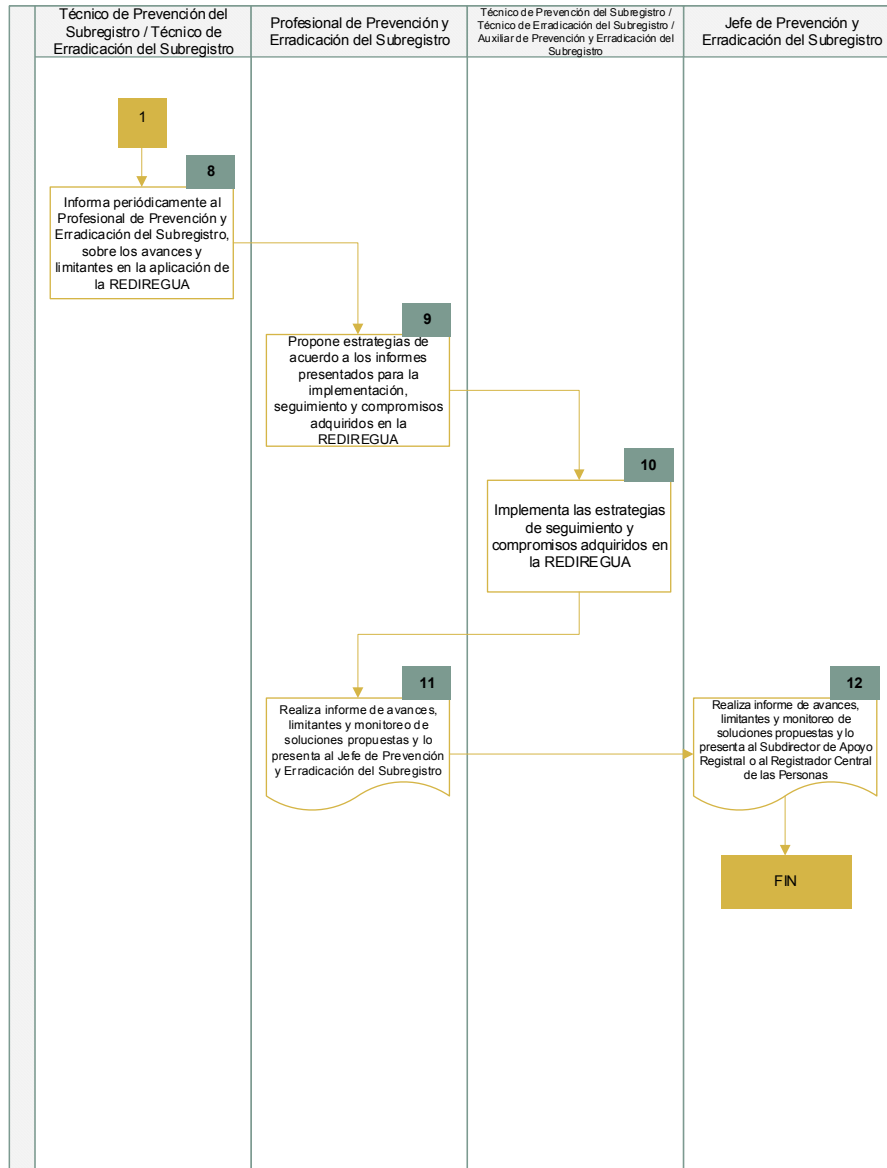 Técnico de Prevención del
Subregistro / Técnico de
Erradicación del Subregistro
Profesional de Prevención y
Erradicación del Subregistro
Técnico de Prevención del Subregistro /
Técnico de Erradicación del Subregistro /
Auxiliar de Prevención y Erradicación del
Subregistro
Jefe de Prevención y
Erradicación del Subregistro
1
8
Informa periódicamente al
Profesional de Prevención y
Erradicación del Subregistro,
sobre los avances y
limitantes en la aplicación de
la REDIREGUA
9
Propone estrategias de
acuerdo a los informes
presentados para la
implementación,
seguimiento y compromisos
adquiridos en la
REDIREGUA
10
Implementa las estrategias
de seguimiento y
compromisos adquiridos en
la REDIREGUA
11
Realiza informe de avances,
limitantes y monitoreo de
soluciones propuestas y lo
presenta al Jefe de Prevención
y Erradicación del Subregistro
12
Realiza informe de avances,
limitantes y monitoreo de
soluciones propuestas y lo
presenta al Subdirector de Apoyo
Registral o al Registrador Central
de las Personas
FIN